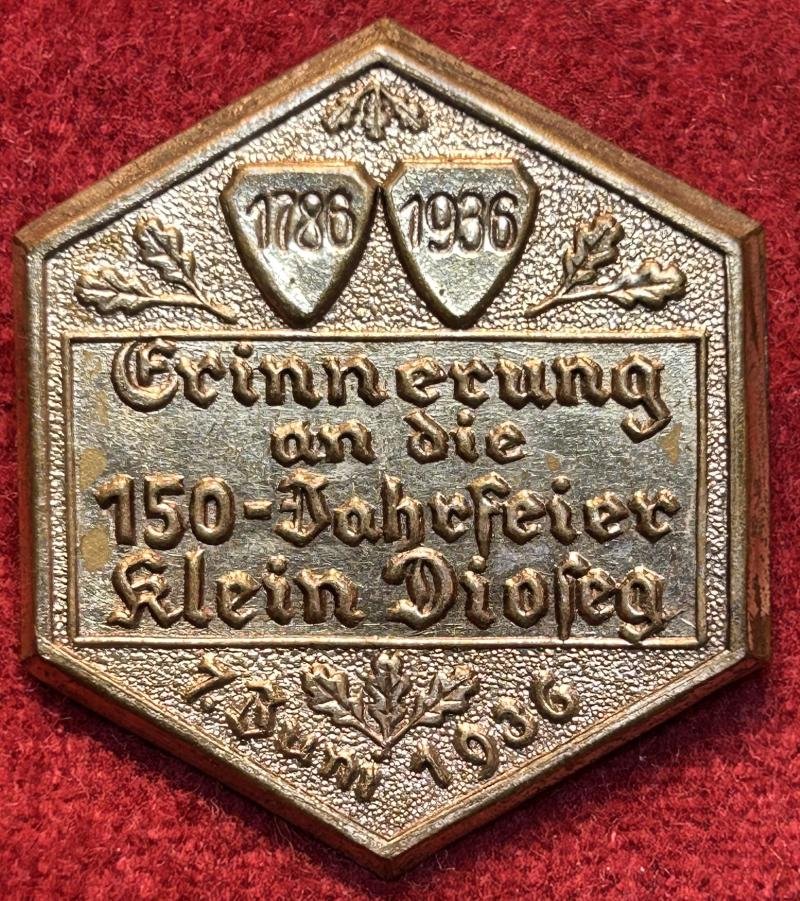 1786 1936
Erinnerung
an die
150-Jahrfeier
Klein Dioſeg
7. Juni 1936